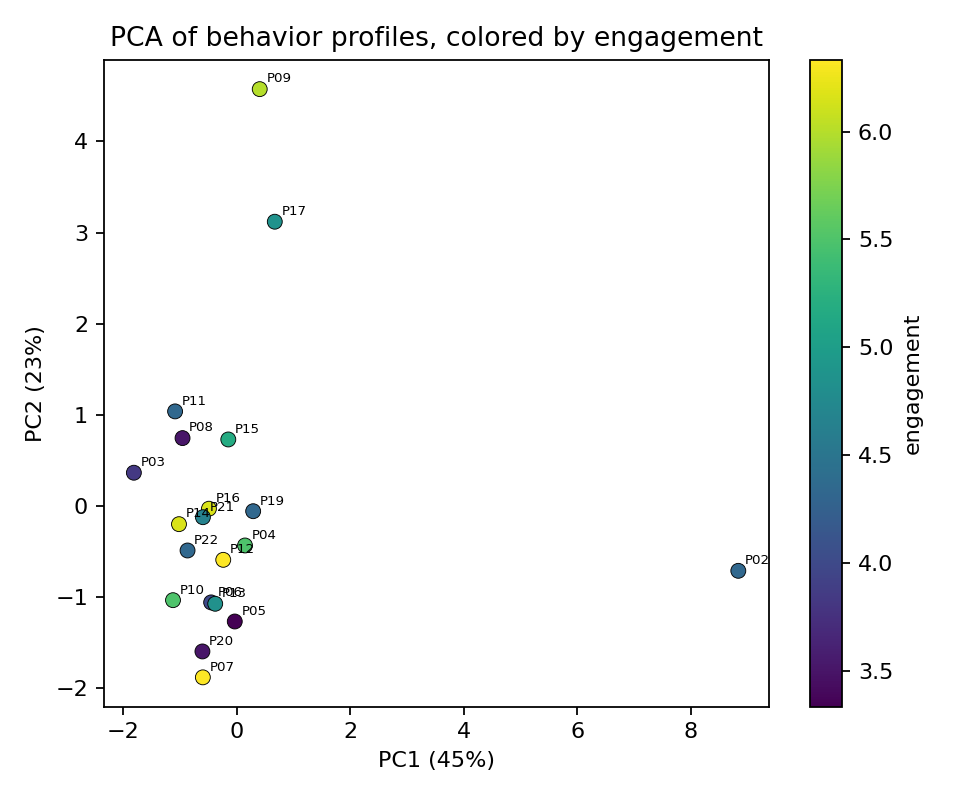 PCA of behavior profiles, colored by engagement
P09
P17
P11
P08
P15
P03
P16
P21
P19
P14
P04
P22
P12
P02
P10
P06
P13
P05
P20
P07
4
3
2
1
0
−1
−2
PC2 (23%)
−2
0
2
4
6
8
PC1 (45%)
6.0
5.5
5.0
4.5
4.0
3.5
engagement